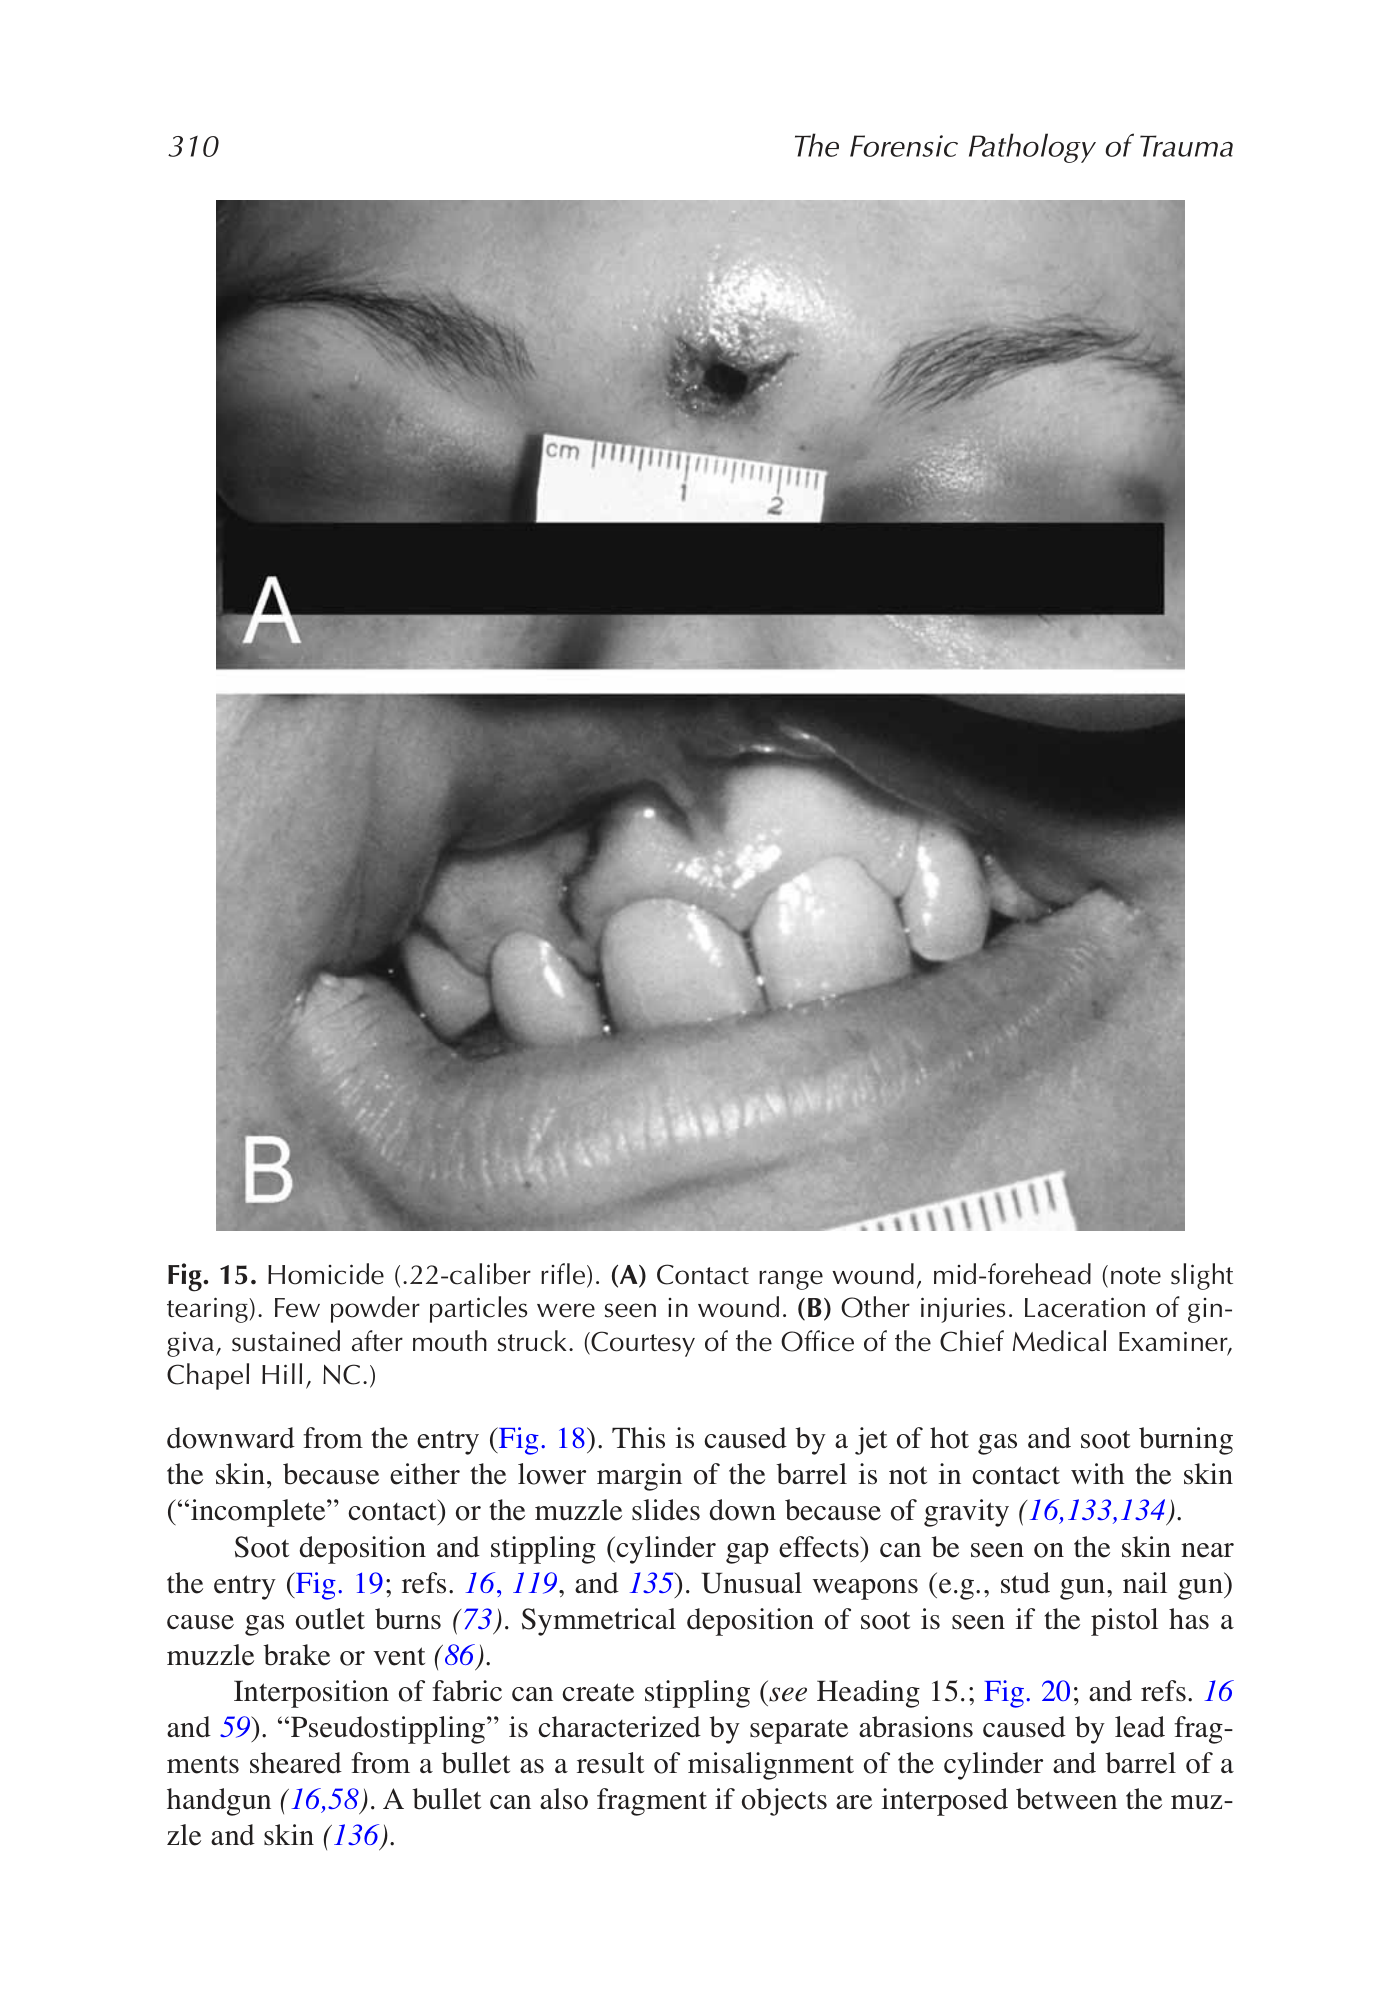 310
The Forensic Pathology of Trauma
cm
1
2
A
B
Fig. 15. Homicide (.22-caliber rifle). (A) Contact range wound, mid-forehead (note slight
tearing). Few powder particles were seen in wound. (B) Other injuries. Laceration of gin-
giva, sustained after mouth struck. (Courtesy of the Office of the Chief Medical Examiner,
Chapel Hill, NC.)
downward from the entry (Fig. 18). This is caused by a jet of hot gas and soot burning
the skin, because either the lower margin of the barrel is not in contact with the skin
(“incomplete” contact) or the muzzle slides down because of gravity (16,133,134).
Soot deposition and stippling (cylinder gap effects) can be seen on the skin near
the entry (Fig. 19; refs. 16, 119, and 135). Unusual weapons (e.g., stud gun, nail gun)
cause gas outlet burns (73). Symmetrical deposition of soot is seen if the pistol has a
muzzle brake or vent (86).
Interposition of fabric can create stippling (see Heading 15.; Fig. 20; and refs. 16
and 59). “Pseudostippling” is characterized by separate abrasions caused by lead frag-
ments sheared from a bullet as a result of misalignment of the cylinder and barrel of a
handgun (16,58). A bullet can also fragment if objects are interposed between the muz-
zle and skin (136).